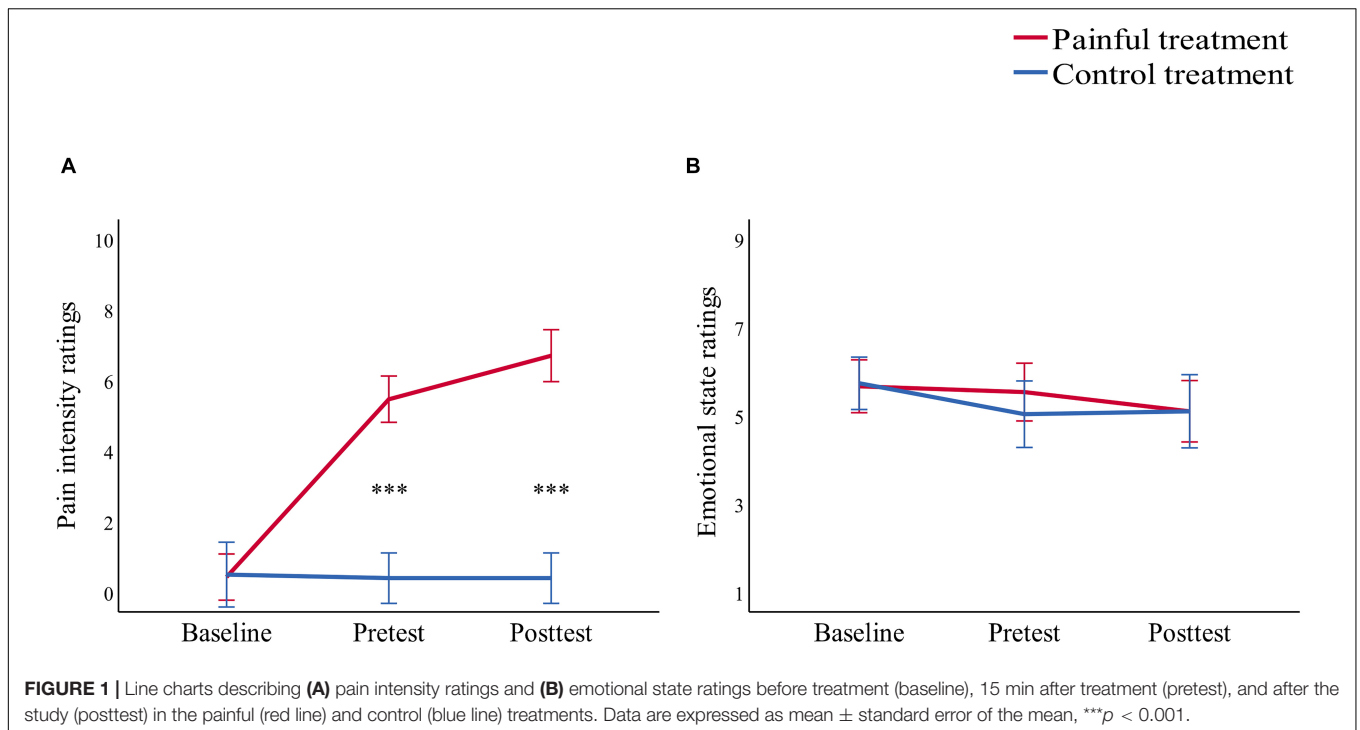 Painful treatment
Control treatment
A
B
10
8
6
4
2
0
Pain intensity ratings
***
***
Baseline
Pretest
Posttest
9
7
5
3
1
Emotional state ratings
Baseline
Pretest
Posttest
FIGURE 1 | Line charts describing (A) pain intensity ratings and (B) emotional state ratings before treatment (baseline), 15 min after treatment (pretest), and after the
study (posttest) in the painful (red line) and control (blue line) treatments. Data are expressed as mean ± standard error of the mean, ***p < 0.001.